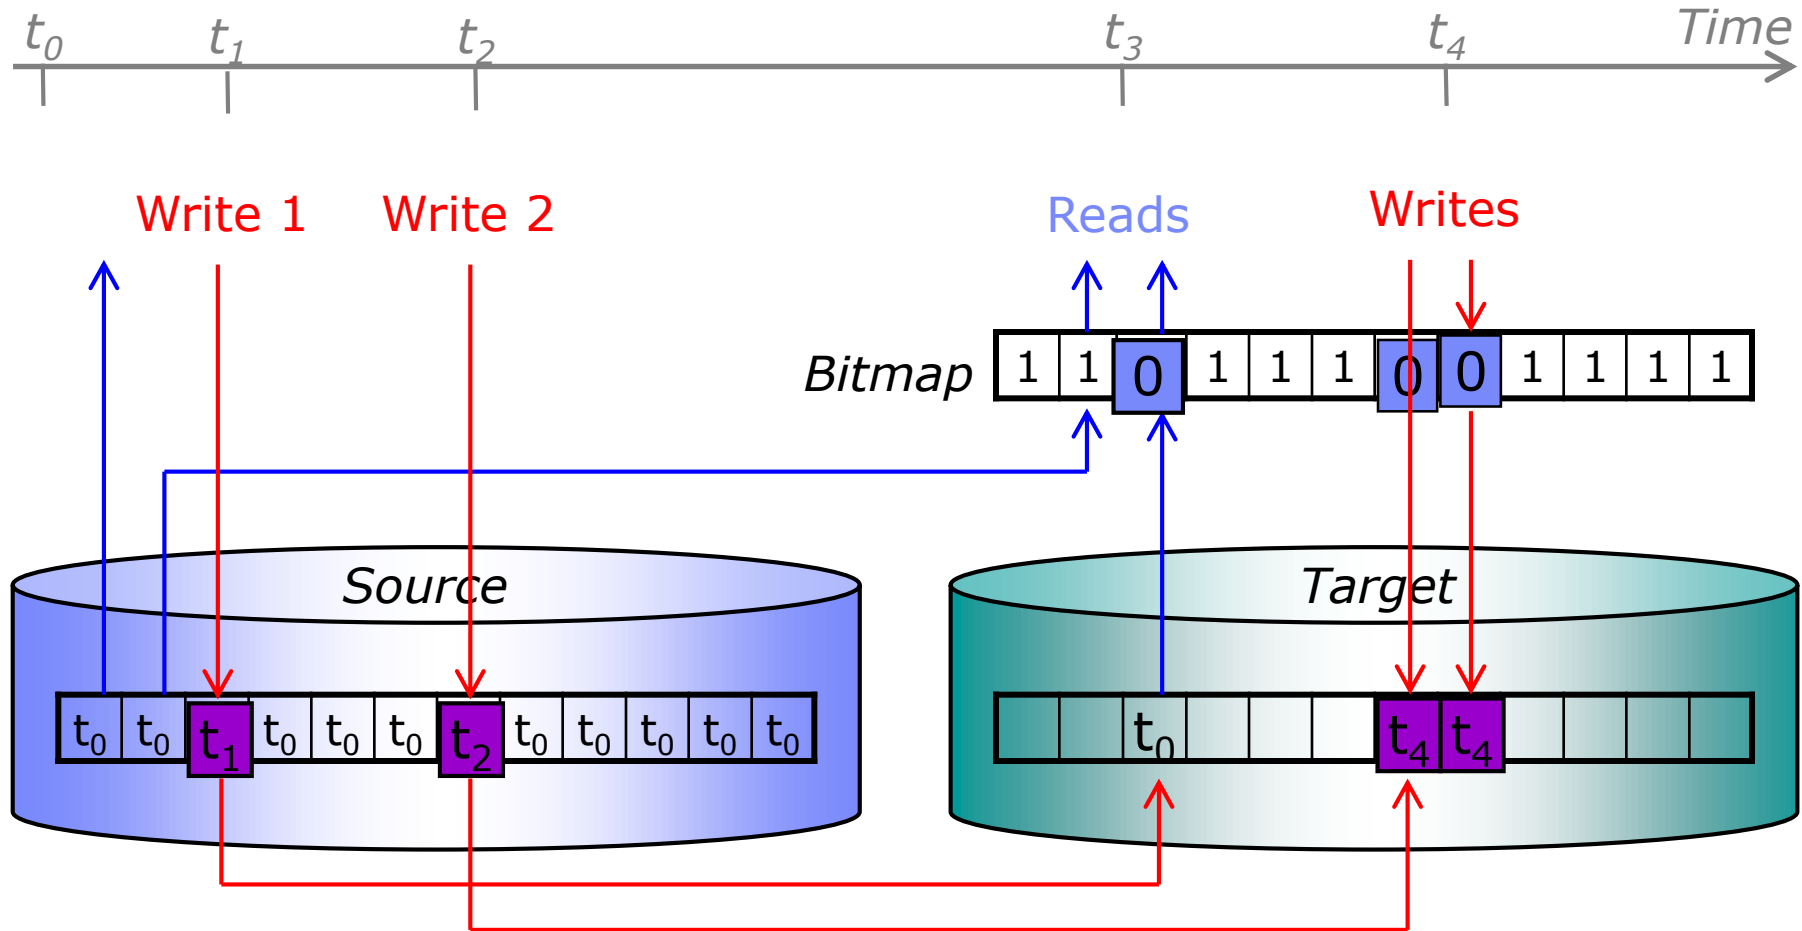 t0 t1 t2 t3 t4 Time
Write 1 Write 2 Reads Writes
Bitmap 1 1 0 1 1 1 0 0 1 1 1 1
Source Target
t0 t0 t1 t0 t0 t0 t2 t0 t0 t0 t0 t0 t0 t4 t4